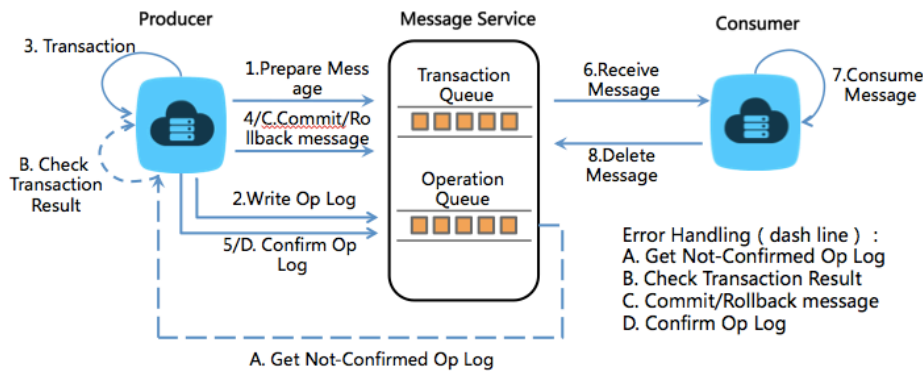 Producer
Message Service
Consumer
3. Transaction
1.Prepare Mess
age
4/C.Commit/Ro
llback message
B. Check
Transaction
Result
2.Write Op Log
5/D. Confirm Op
Log
Transaction
Queue
Operation
Queue
6.Receive
Message
7.Consume
Message
8.Delete
Message
Error Handling ( dash line ) :
A. Get Not-Confirmed Op Log
B. Check Transaction Result
C. Commit/Rollback message
D. Confirm Op Log
A. Get Not-Confirmed Op Log